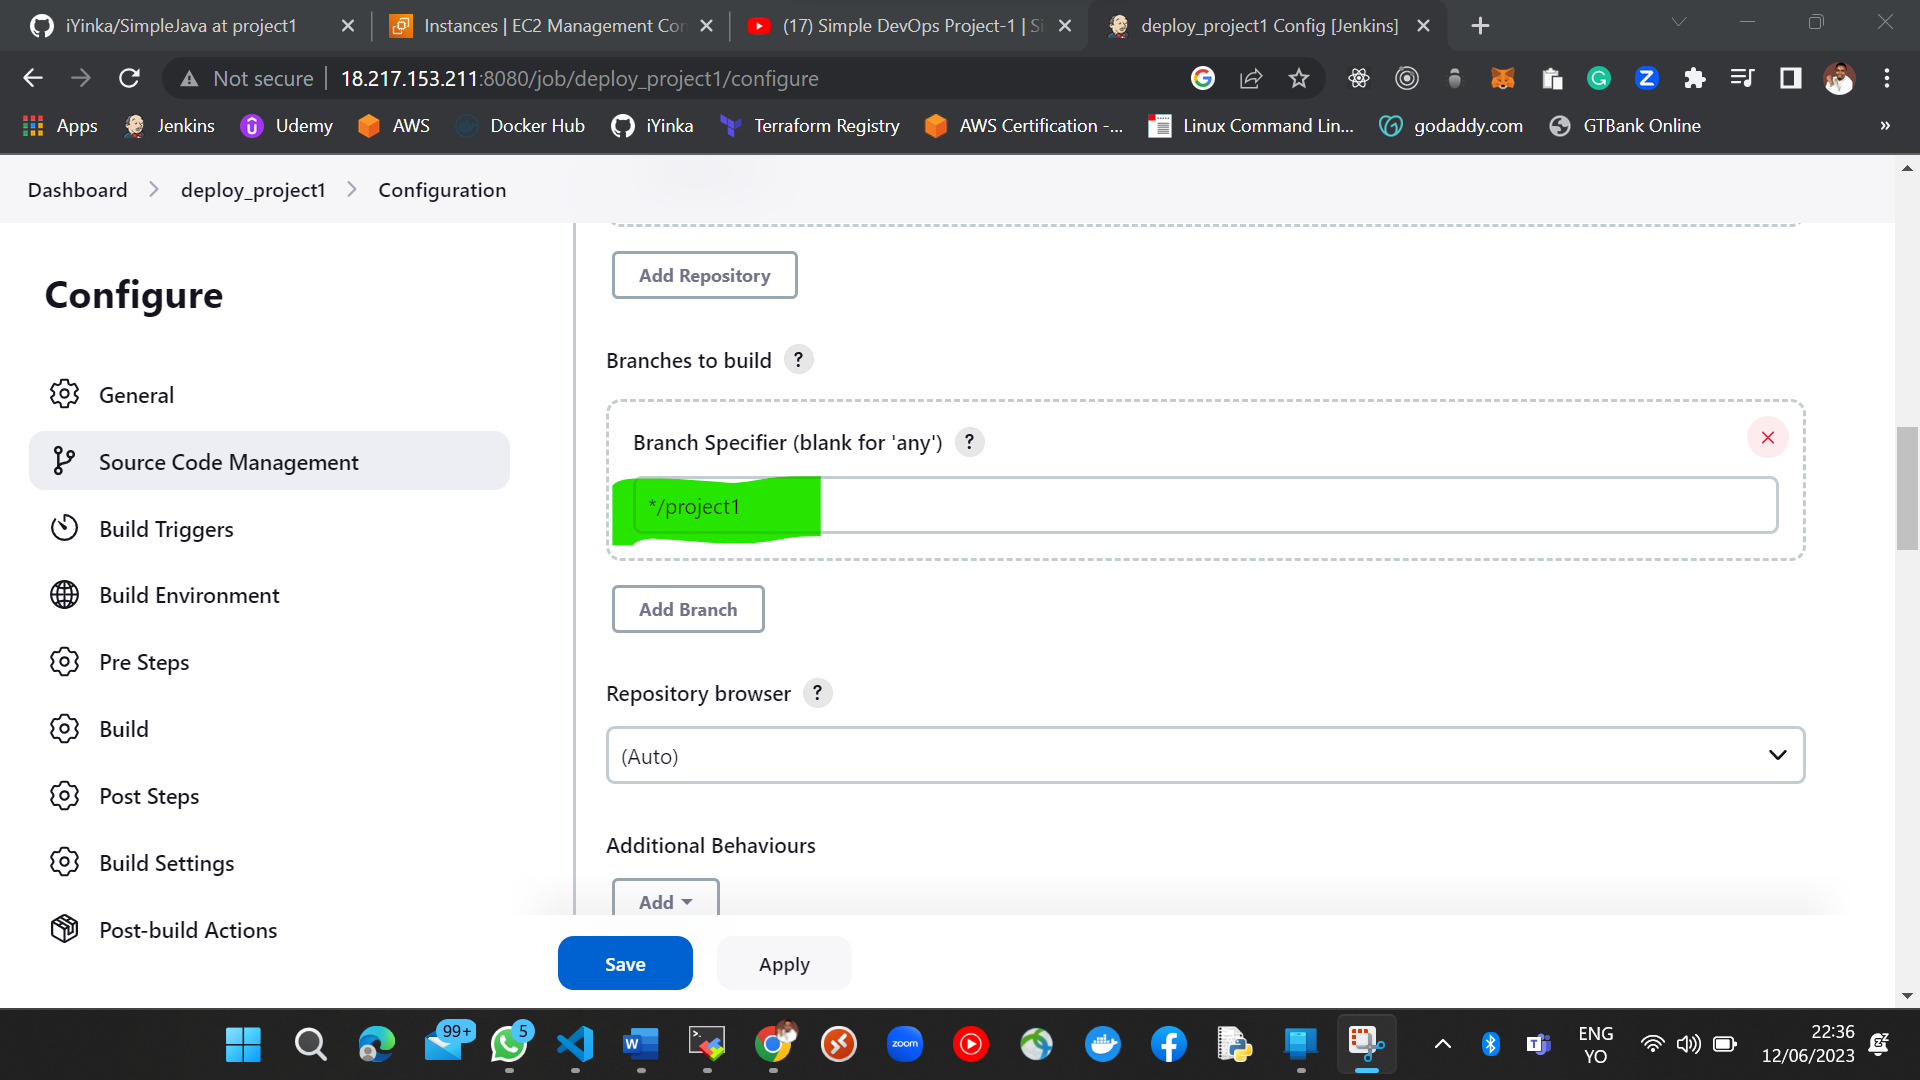 iYinka/SimpleJava at project1
Instances | EC2 Management Con
(17) Simple DevOps Project-1 | Si
deploy_project1 Config [Jenkins]
Not secure
18.217.153.211:8080/job/deploy_project1/configure
Apps
Jenkins
Udemy
AWS
Docker Hub
iYinka
Terraform Registry
AWS Certification -...
Linux Command Lin...
godaddy.com
GTBank Online
»
Dashboard
deploy_project1
Configuration
Configure
General
Source Code Management
Build Triggers
Build Environment
Pre Steps
Build
Post Steps
Build Settings
Post-build Actions
Add Repository
Branches to build ?
Branch Specifier (blank for 'any') ?
*/project1
Add Branch
Repository browser ?
(Auto)
Additional Behaviours
Add
Save
Apply
99+
5
zoom
ENG
YO
22:36
12/06/2023